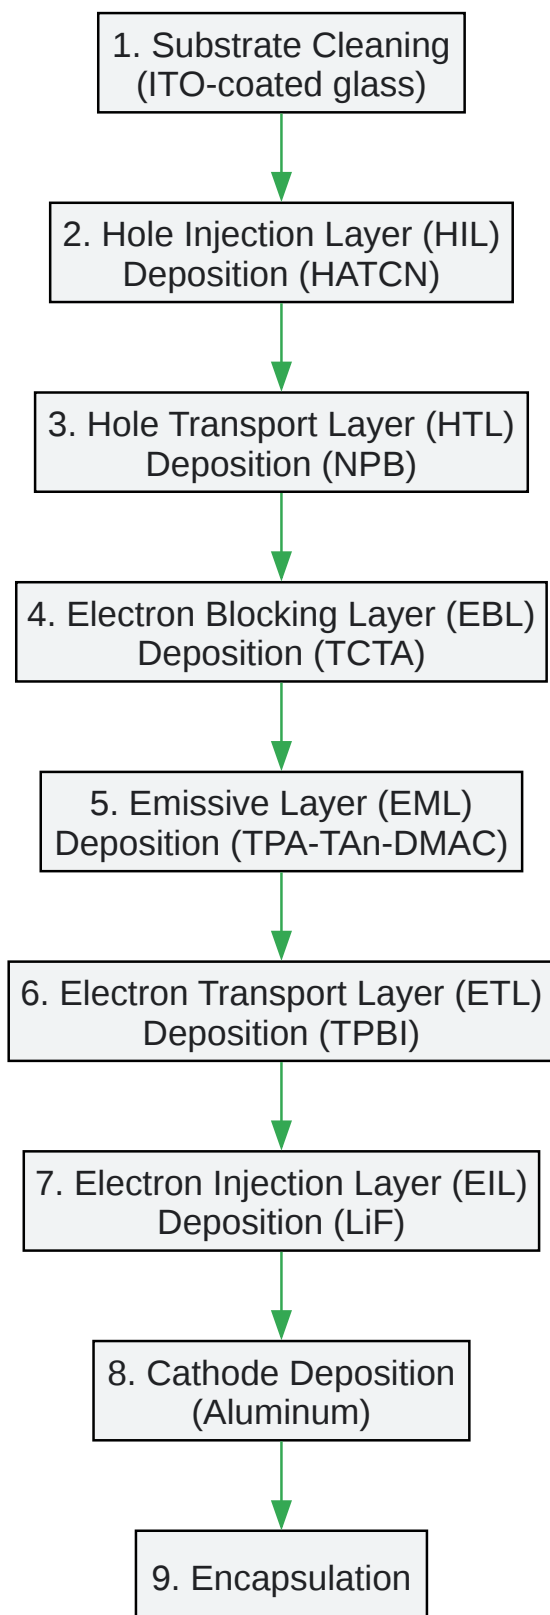 1. Substrate Cleaning
(ITO-coated glass)
2. Hole Injection Layer (HIL)
Deposition (HATCN)
3. Hole Transport Layer (HTL)
Deposition (NPB)
4. Electron Blocking Layer (EBL)
Deposition (TCTA)
5. Emissive Layer (EML)
Deposition (TPA-TAn-DMAC)
6. Electron Transport Layer (ETL)
Deposition (TPBI)
7. Electron Injection Layer (EIL)
Deposition (LiF)
8. Cathode Deposition
(Aluminum)
9. Encapsulation